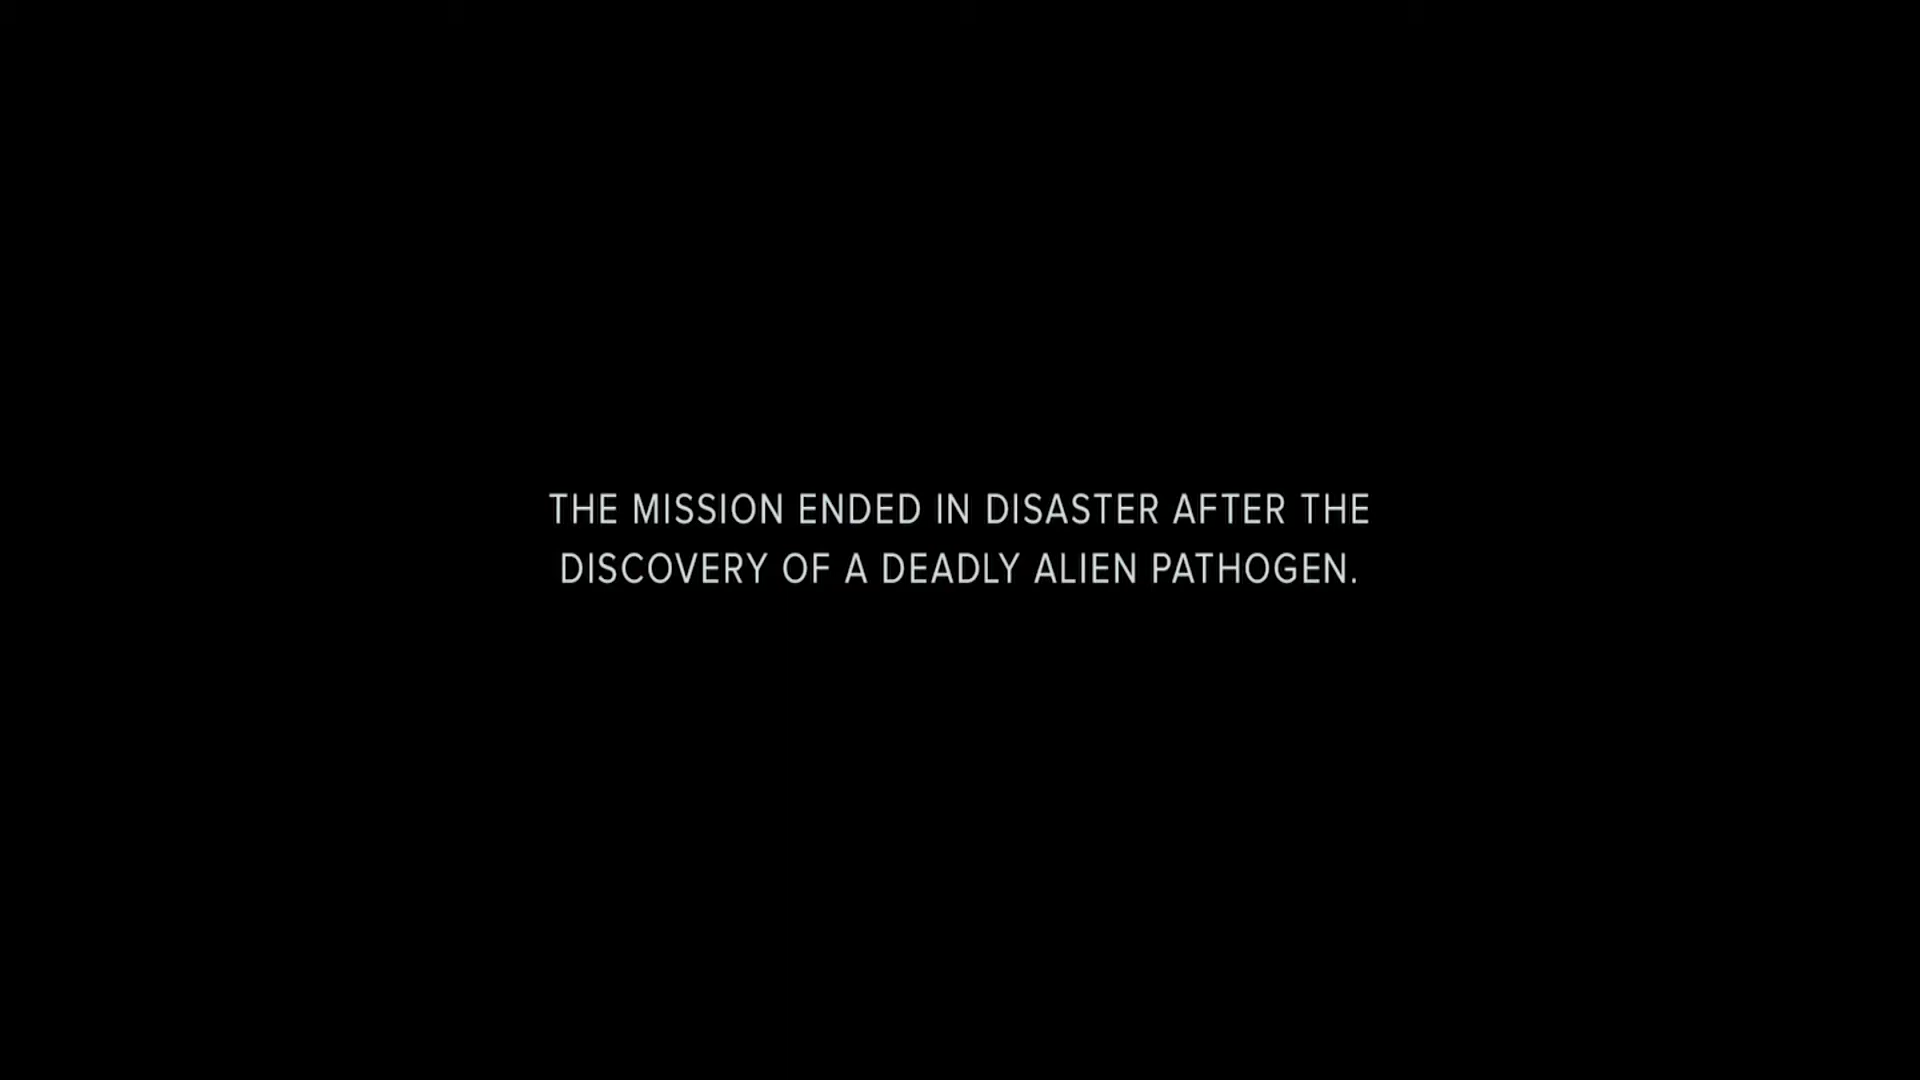 THE MISSION ENDED IN DISASTER AFTER THE
DISCOVERY OF A DEADLY ALIEN PATHOGEN.